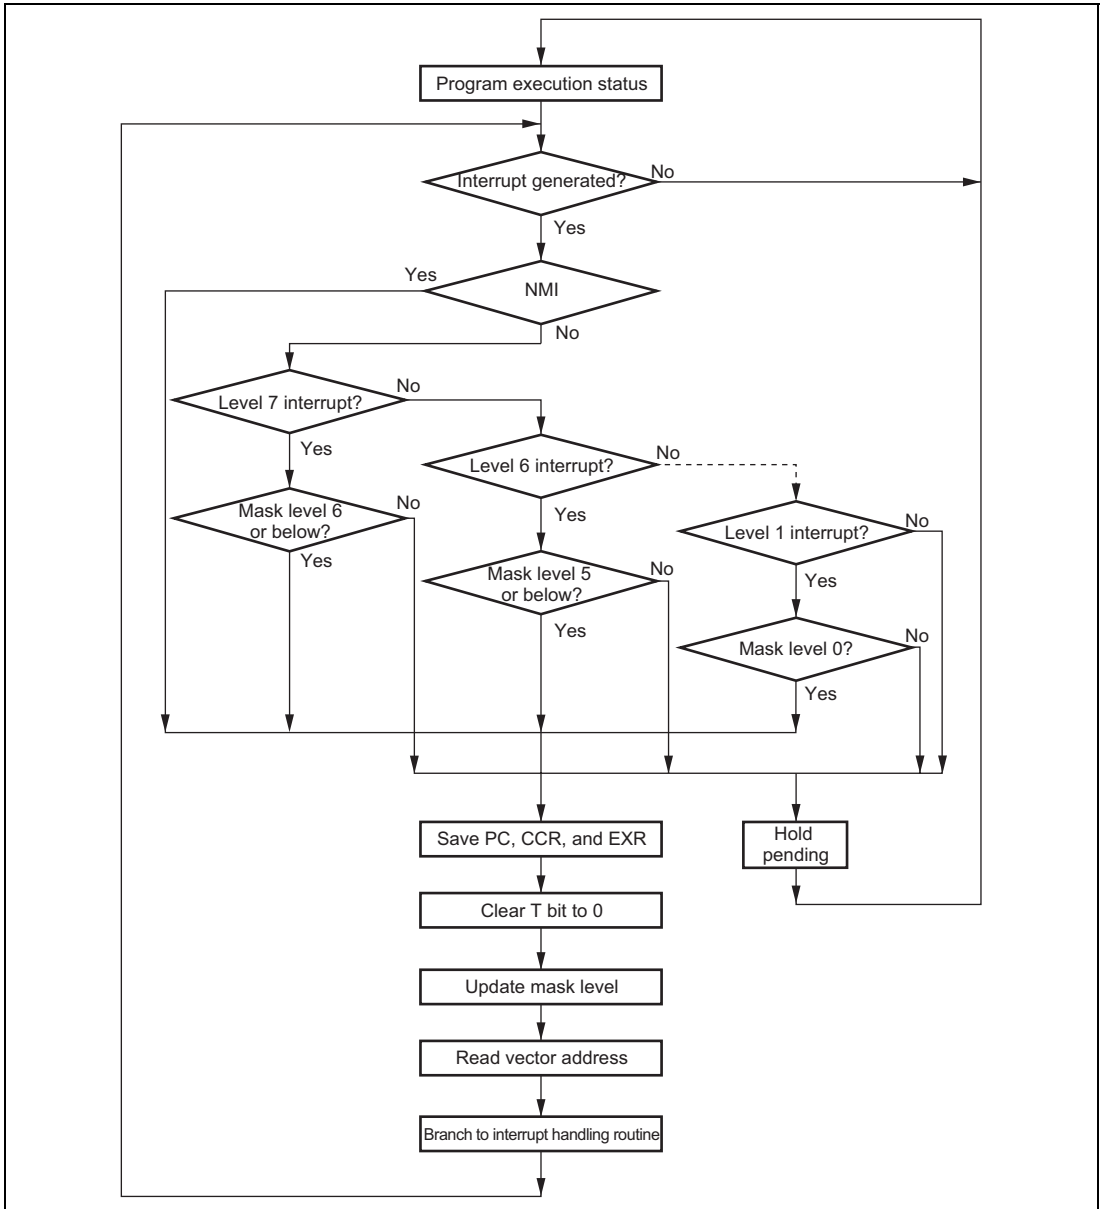 Program execution status
Interrupt generated?
No
Yes
Yes
NMI
No
Level 7 interrupt?
No
Yes
Level 6 interrupt?
No
Mask level 6
or below?
No
Yes
Yes
Level 1 interrupt?
No
Mask level 5
or below?
No
Yes
Yes
Mask level 0?
No
Yes
Save PC, CCR, and EXR
Hold
pending
Clear T bit to 0
Update mask level
Read vector address
Branch to interrupt handling routine